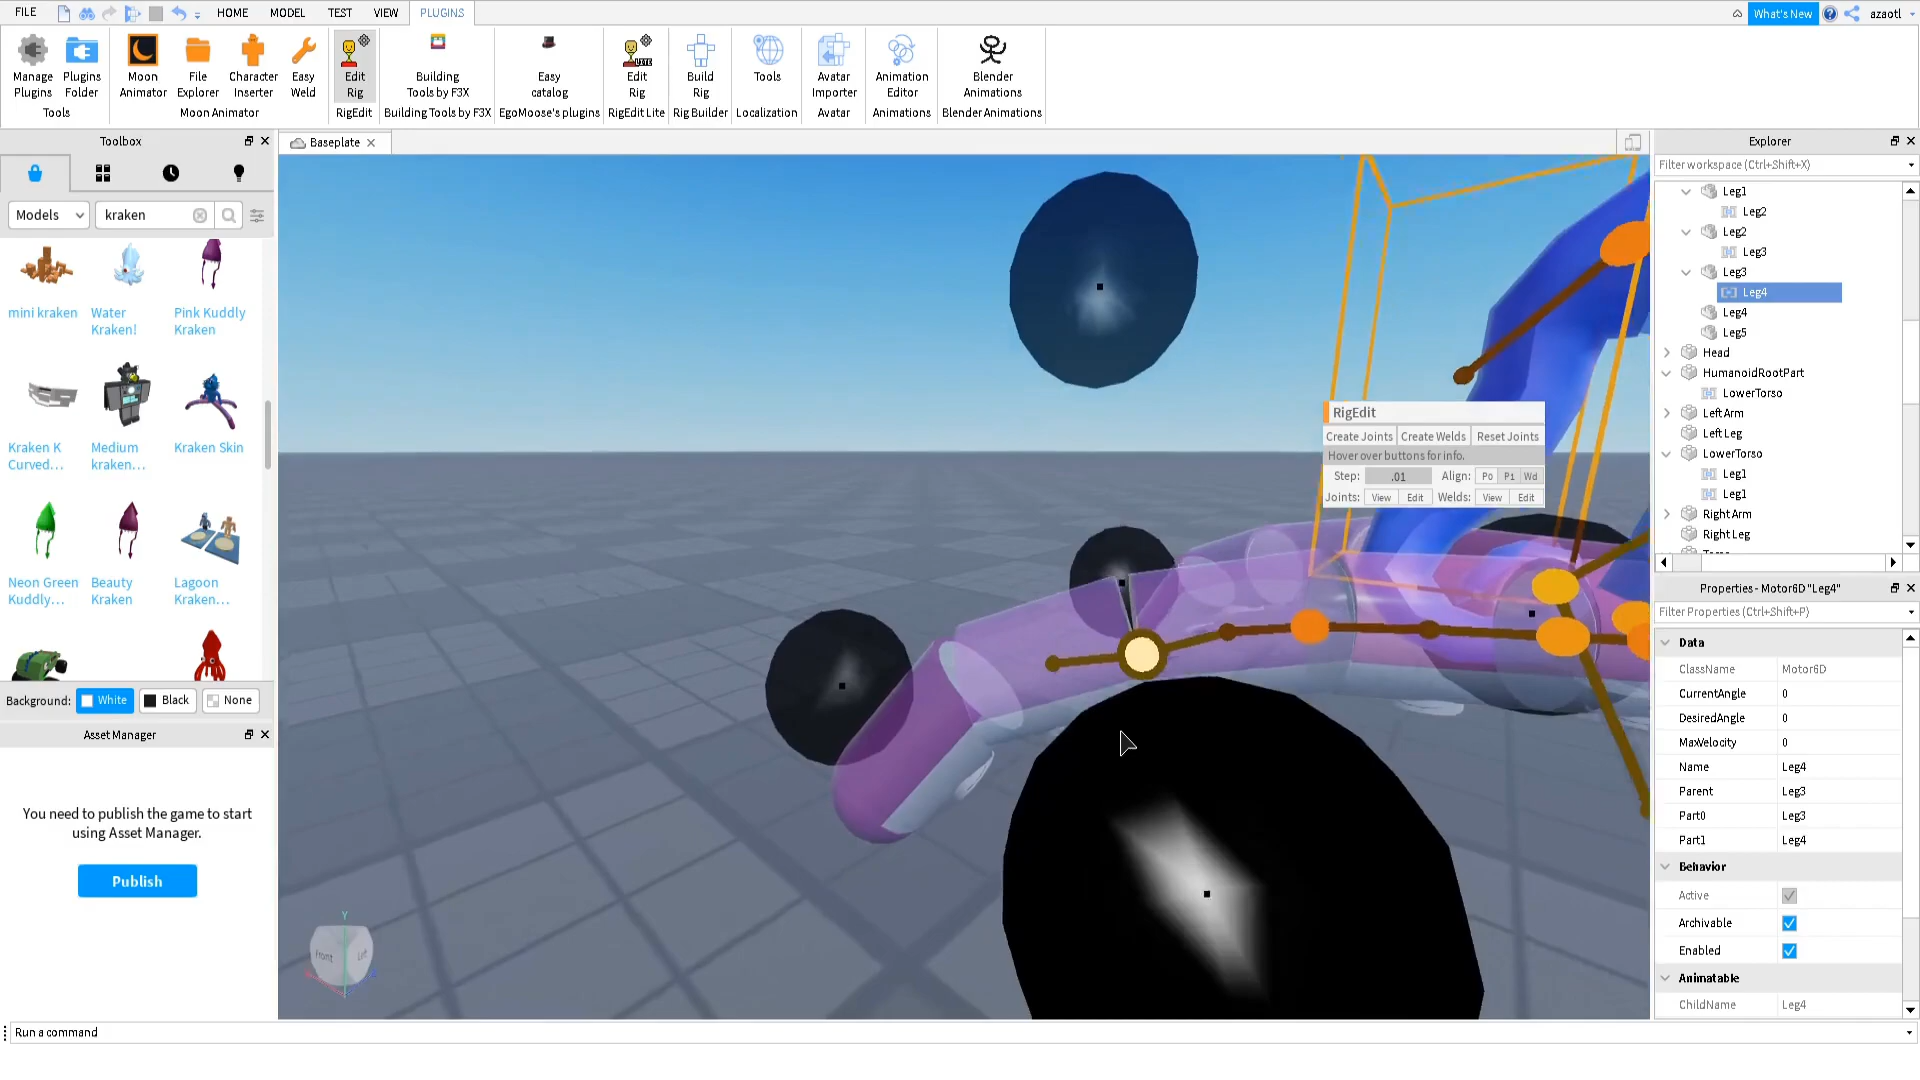 FILE HOME MODEL TEST VIEW PLUGINS What's New azaotl
Manage Plugins
Plugins Folder
Moon Animator
File Explorer
Character Inserter
Easy Weld
Edit Rig
Building Tools by F3X
Easy catalog
Edit Rig
Build Rig
Tools
Avatar Importer
Animation Editor
Blender Animations
Tools Moon Animator RigEdit Building Tools by F3X EgoMoose's plugins RigEdit Lite Rig Builder Localization Avatar Animations Blender Animations
Toolbox
Models kraken
mini kraken
Water Kraken!
Pink Kuddly Kraken
Kraken K Curved...
Medium kraken...
Kraken Skin
Neon Green Kuddly...
Beauty Kraken
Lagoon Kraken...
Background: White Black None
Asset Manager
You need to publish the game to start
using Asset Manager.
Publish
Baseplate
RigEdit
Create Joints Create Welds Reset Joints
Hover over buttons for info.
Step: .01 Align: P0 P1 Wd
Joints: View Edit Welds: View Edit
Y
Front Left
Explorer
Filter workspace (Ctrl+Shift+X)
Leg1
Leg2
Leg2
Leg3
Leg3
Leg4
Leg4
Leg5
Head
HumanoidRootPart
LowerTorso
Left Arm
Left Leg
LowerTorso
Leg1
Leg1
Right Arm
Right Leg
Torso
Properties - Motor6D "Leg4"
Filter Properties (Ctrl+Shift+P)
Data
ClassName Motor6D
CurrentAngle 0
DesiredAngle 0
MaxVelocity 0
Name Leg4
Parent Leg3
Part0 Leg3
Part1 Leg4
Behavior
Active
Archivable
Enabled
Animatable
ChildName Leg4
Run a command